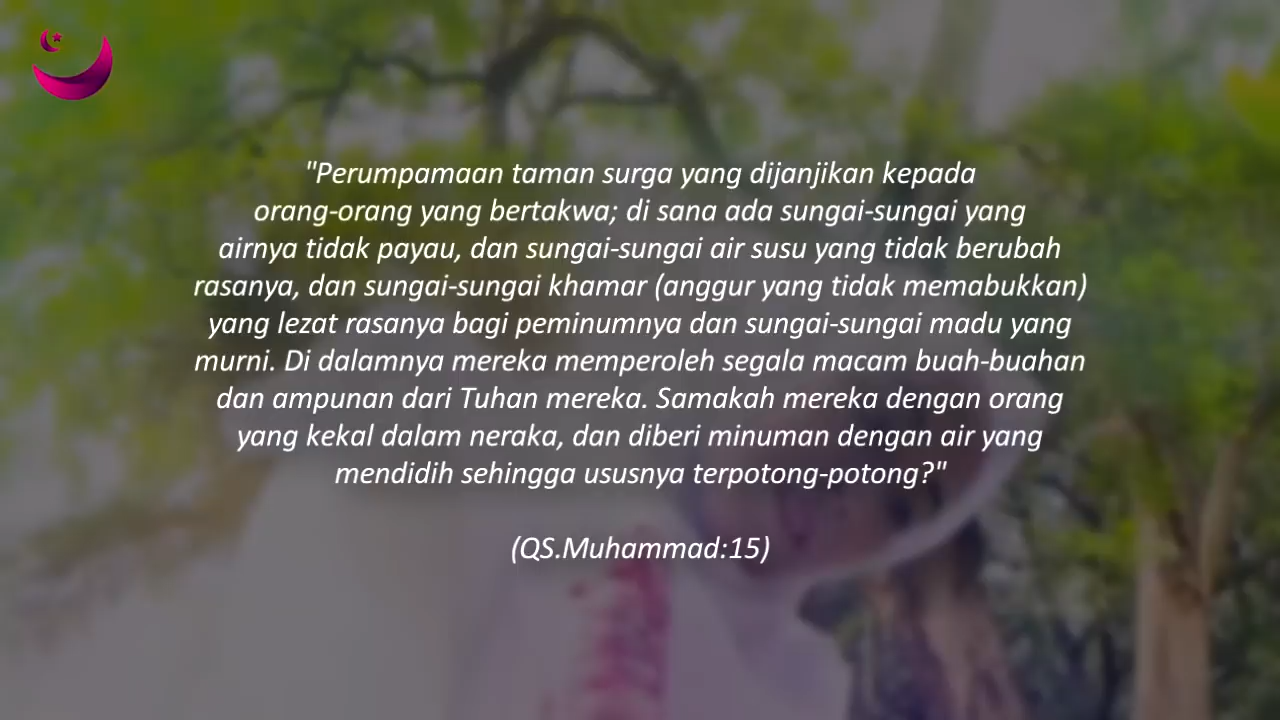 "Perumpamaan taman surga yang dijanjikan kepada
orang-orang yang bertakwa; di sana ada sungai-sungai yang
airnya tidak payau, dan sungai-sungai air susu yang tidak berubah
rasanya, dan sungai-sungai khamar (anggur yang tidak memabukkan)
yang lezat rasanya bagi peminumnya dan sungai-sungai madu yang
murni. Di dalamnya mereka memperoleh segala macam buah-buahan
dan ampunan dari Tuhan mereka. Samakah mereka dengan orang
yang kekal dalam neraka, dan diberi minuman dengan air yang
mendidih sehingga ususnya terpotong-potong?"
(QS.Muhammad:15)